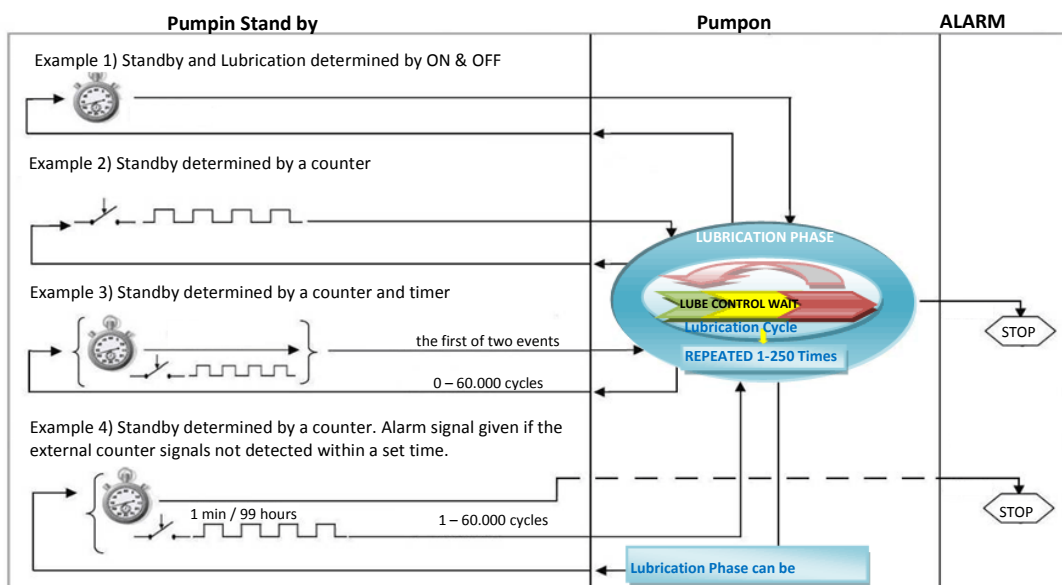 Pumpin Stand by
Pumpon
ALARM
Example 1) Standby and Lubrication determined by ON & OFF
Example 2) Standby determined by a counter
LUBRICATION PHASE
Example 3) Standby determined by a counter and timer
LUBE CONTROL WAIT
Lubrication Cycle
STOP
the first of two events
REPEATED 1-250 Times
0 – 60.000 cycles
Example 4) Standby determined by a counter. Alarm signal given if the
external counter signals not detected within a set time.
1 min / 99 hours
1 – 60.000 cycles
STOP
Lubrication Phase can be